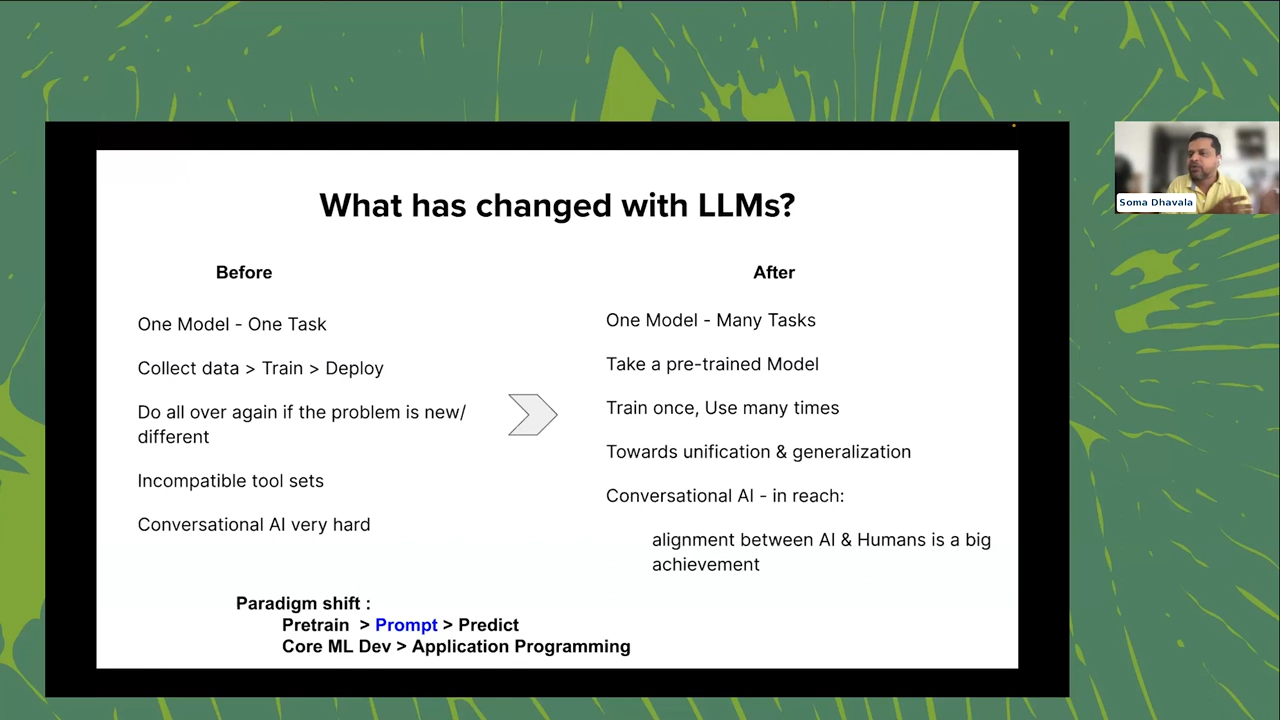 What has changed with LLMs?
Before
One Model - One Task
Collect data > Train > Deploy
Do all over again if the problem is new/
different
Incompatible tool sets
Conversational AI very hard
After
One Model - Many Tasks
Take a pre-trained Model
Train once, Use many times
Towards unification & generalization
Conversational AI - in reach:
alignment between AI & Humans is a big
achievement
Paradigm shift :
Pretrain > Prompt > Predict
Core ML Dev > Application Programming
Soma Dhavala